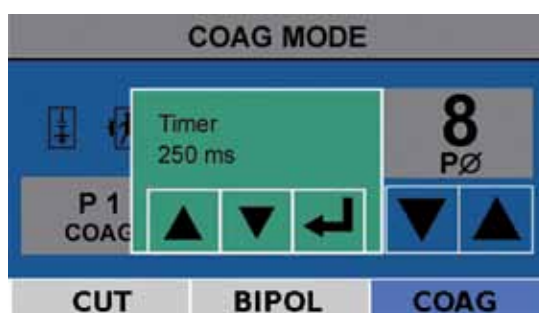 COAG MODE
Timer
250 ms
8
PØ
P 1
COAG
CUT BIPOL COAG